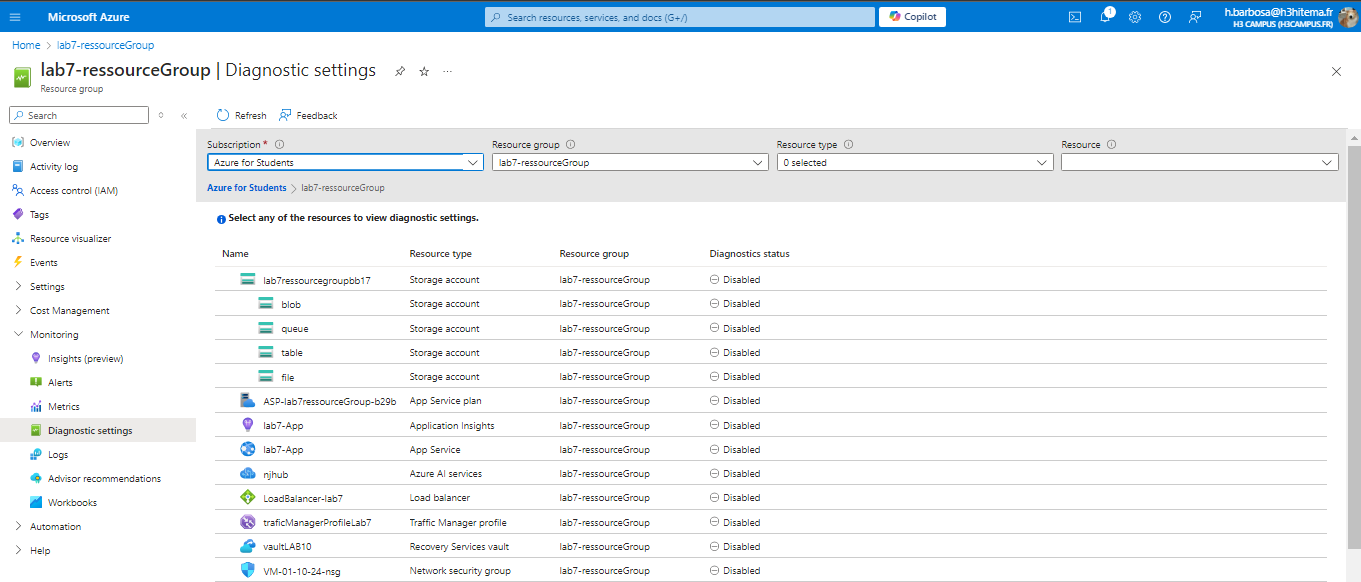 Microsoft Azure
Search resources, services, and docs (G+/)
Copilot
1
h.barbosa@h3hitema.fr
H3 CAMPUS (H3CAMPUS.FR)
Home > lab7-ressourceGroup
lab7-ressourceGroup | Diagnostic settings
Resource group
Search
Refresh
Feedback
Overview
Activity log
Access control (IAM)
Tags
Resource visualizer
Events
Settings
Cost Management
Monitoring
Insights (preview)
Alerts
Metrics
Diagnostic settings
Logs
Advisor recommendations
Workbooks
Automation
Help
Subscription * Resource group Resource type Resource
Azure for Students lab7-ressourceGroup 0 selected
Azure for Students > lab7-ressourceGroup
Select any of the resources to view diagnostic settings.
Name Resource type Resource group Diagnostics status
lab7ressourcegroupbb17 Storage account lab7-ressourceGroup Disabled
blob Storage account lab7-ressourceGroup Disabled
queue Storage account lab7-ressourceGroup Disabled
table Storage account lab7-ressourceGroup Disabled
file Storage account lab7-ressourceGroup Disabled
ASP-lab7ressourceGroup-b29b App Service plan lab7-ressourceGroup Disabled
lab7-App Application Insights lab7-ressourceGroup Disabled
lab7-App App Service lab7-ressourceGroup Disabled
njhub Azure AI services lab7-ressourceGroup Disabled
LoadBalancer-lab7 Load balancer lab7-ressourceGroup Disabled
traficManagerProfileLab7 Traffic Manager profile lab7-ressourceGroup Disabled
vaultLAB10 Recovery Services vault lab7-ressourceGroup Disabled
VM-01-10-24-nsg Network security group lab7-ressourceGroup Disabled